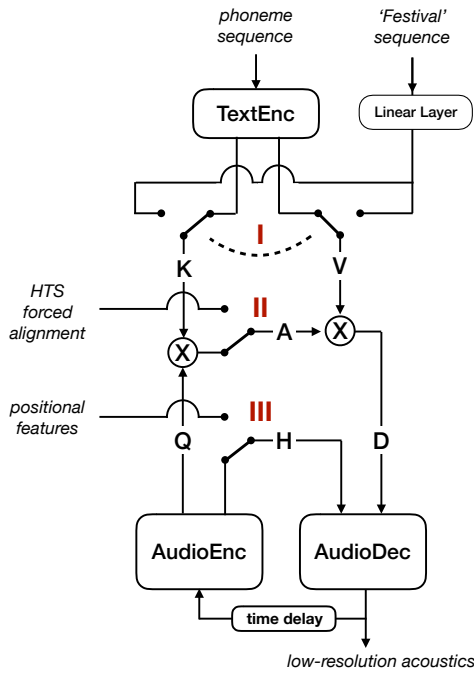 phoneme
sequence
'Festival'
sequence
TextEnc
Linear Layer
I
K
V
HTS
forced
alignment
II
X
A
X
positional
features
III
Q
H
D
AudioEnc
AudioDec
time delay
low-resolution acoustics